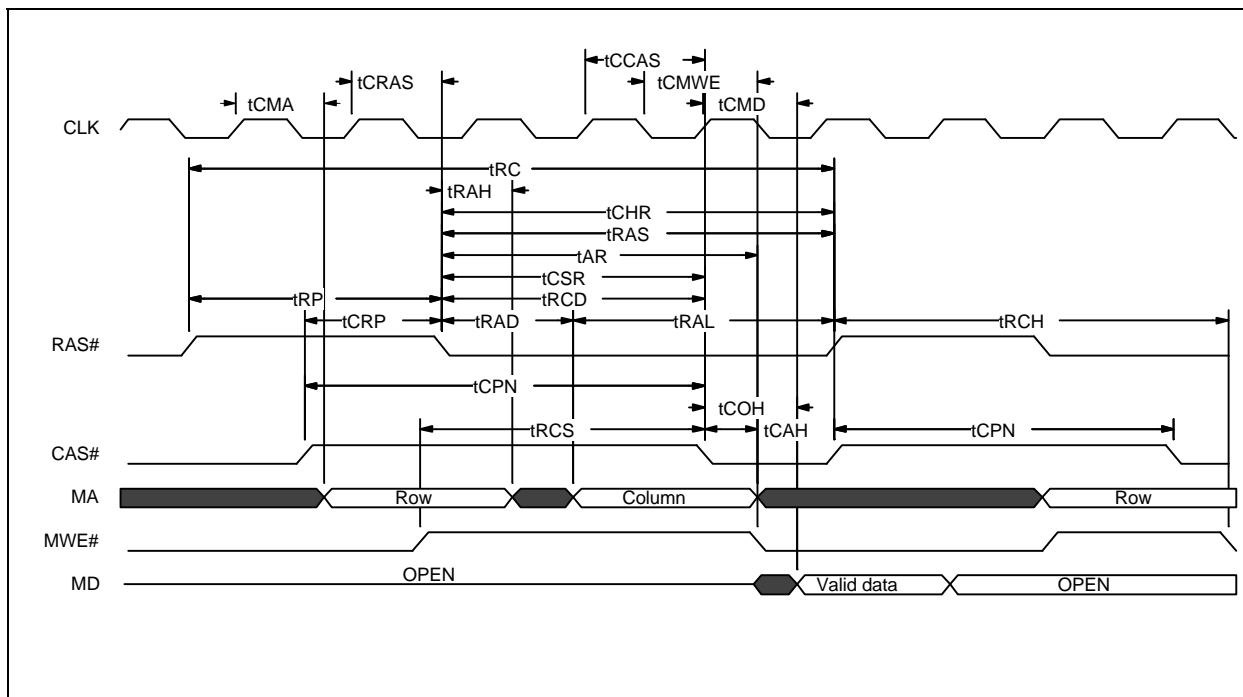 tCCAS
tCRAS
tCMWE
tCMA
tCMD
CLK
tRC
tRAH
tCHR
tRAS
tAR
tCSR
tRP
tRCD
tCRP
tRAD
tRAL
tRCH
RAS#
tCPN
tCOH
tRCS
tCAH
tCPN
CAS#
MA
Row
Column
Row
MWE#
OPEN
MD
Valid data
OPEN